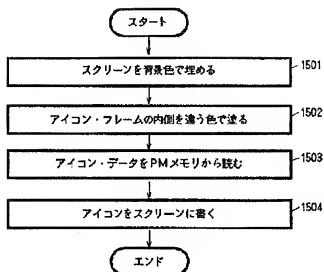 スタート
スクリーンを背景色で埋める
1501
アイコン・フレームの内側を違う色で塗る
1502
アイコン・データをPMメモリから読む
1503
アイコンをスクリーンに書く
1504
エンド